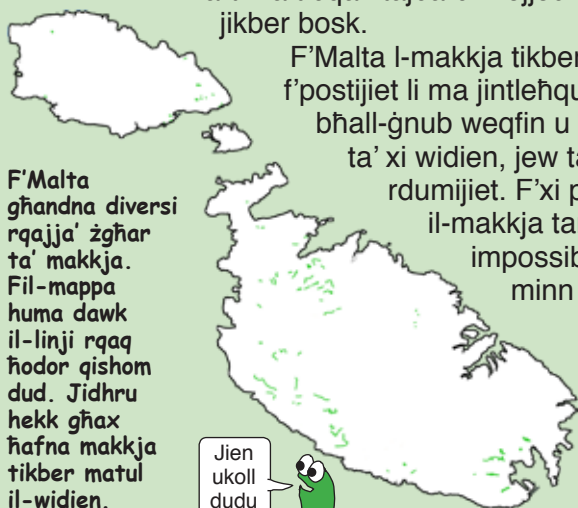 jikber bosk.
F'Malta l-makkja tikber
f'postijiet li ma jintleħqu
bħall-ġnub weqfin u
ta' xi widien, jew ta
rdumijiet. F'xi p
il-makkja ta
impossib
minn
F'Malta
għandna diversi
rqajja' żgħar
ta' makkja.
Fil-mappa
huma dawk
il-linji rqaq
ħodor qishom
dud. Jidhru
hekk għax
ħafna makkja
tikber matul
il-widien.
Jien
ukoll
dudu